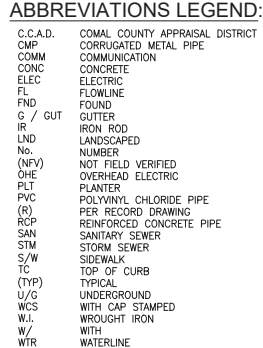 ABBREVIATIONS LEGEND:
C.C.A.D. COMAL COUNTY APPRAISAL DISTRICT
CMP CORRUGATED METAL PIPE
COMM COMMUNICATION
CONC CONCRETE
ELEC ELECTRIC
FL FLOWLINE
FND FOUND
G / GUT GUTTER
IR IRON ROD
LND LANDSCAPED
No. NUMBER
(NFV) NOT FIELD VERIFIED
OHE OVERHEAD ELECTRIC
PLT PLANTER
PVC POLYVINYL CHLORIDE PIPE
(R) PER RECORD DRAWING
RCP REINFORCED CONCRETE PIPE
SAN SANITARY SEWER
STM STORM SEWER
S/W SIDEWALK
TC TOP OF CURB
(TYP) TYPICAL
U/G UNDERGROUND
WCS WITH CAP STAMPED
W.I. WROUGHT IRON
W/ WITH
WTR WATERLINE